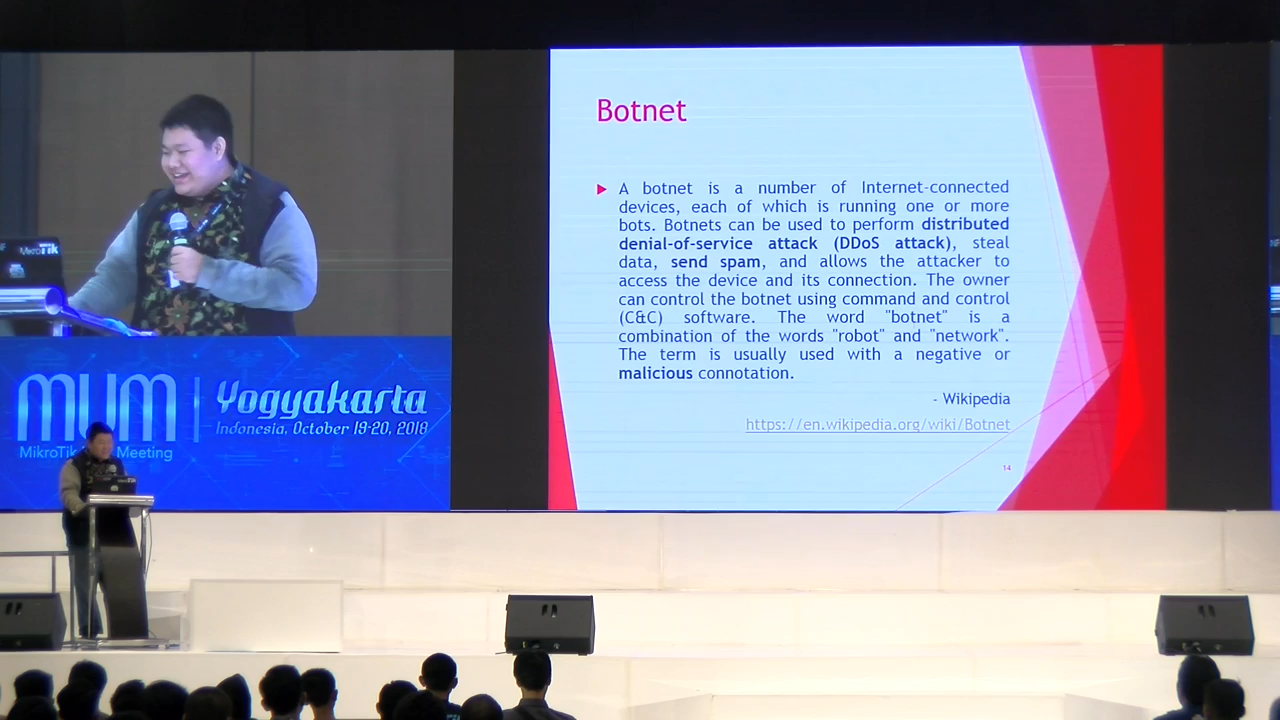 Botnet
A botnet is a number of Internet-connected
devices, each of which is running one or more
bots. Botnets can be used to perform distributed
denial-of-service attack (DDoS attack), steal
data, send spam, and allows the attacker to
access the device and its connection. The owner
can control the botnet using command and control
(C&C) software. The word "botnet" is a
combination of the words "robot" and "network".
The term is usually used with a negative or
malicious connotation.
- Wikipedia
https://en.wikipedia.org/wiki/Botnet
14
MikroTik
MUM
Yogyakarta
Indonesia, October 19-20, 2018
MikroTik Meeting